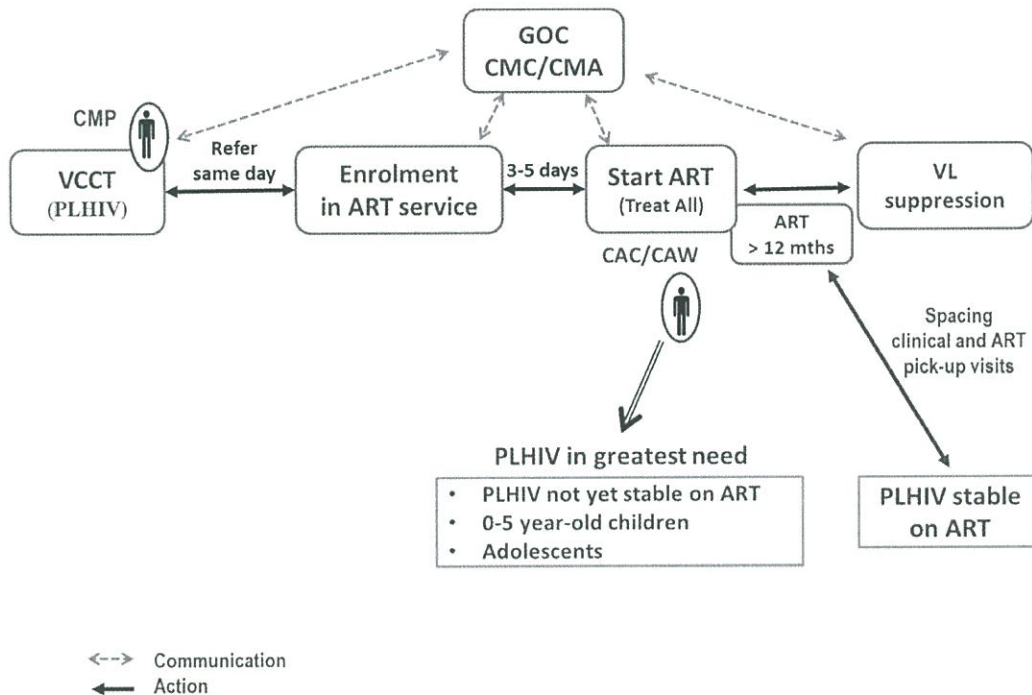 GOC
CMC/CMA
CMP
VCCT
(PLHIV)
Refer
same day
Enrolment
in ART service
3-5 days
Start ART
(Treat All)
VL
suppression
ART
> 12 mths
CAC/CAW
Spacing
clinical and ART
pick-up visits
PLHIV in greatest need
• PLHIV not yet stable on ART
• 0-5 year-old children
• Adolescents
PLHIV stable
on ART
Communication
Action